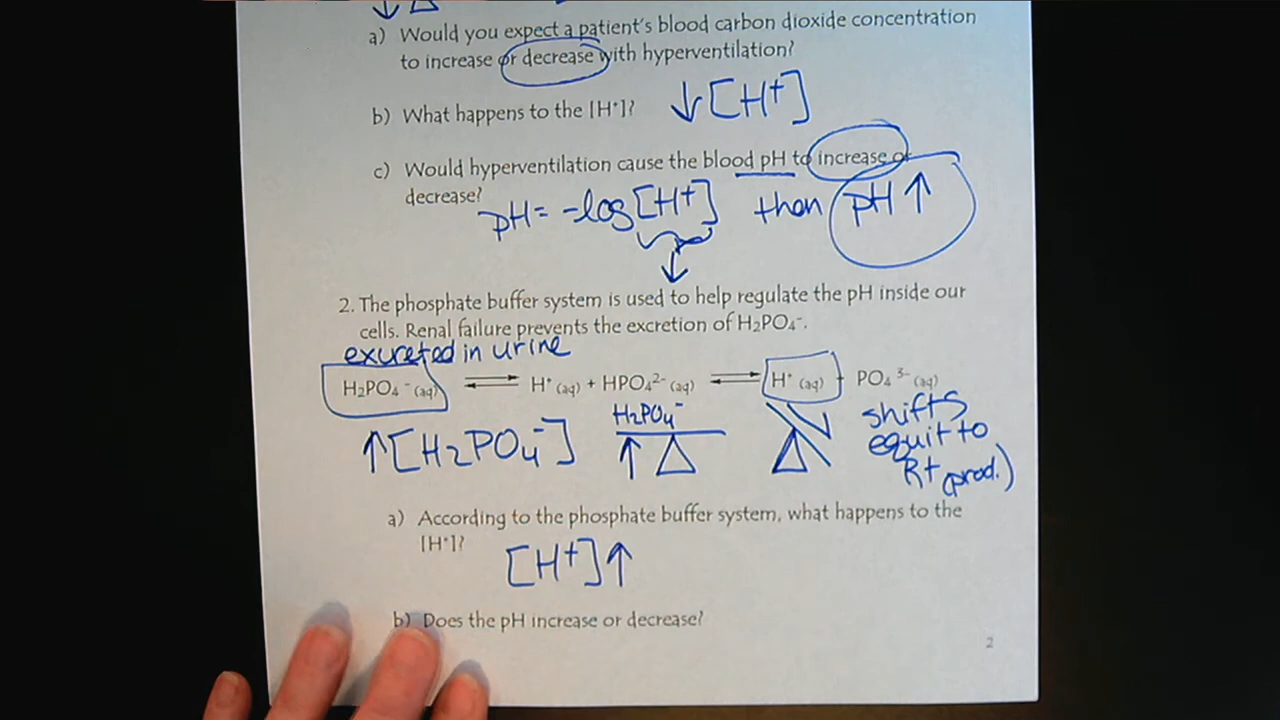 a) Would you expect a patient's blood carbon dioxide concentration
to increase or decrease with hyperventilation?
b) What happens to the [H⁺]? ↓[H⁺]
c) Would hyperventilation cause the blood pH to increase or
decrease?
pH = -log[H⁺] then pH ↑
↓
2. The phosphate buffer system is used to help regulate the pH inside our
cells. Renal failure prevents the excretion of H₂PO₄⁻.
excreted in urine
H₂PO₄⁻(aq) ⇌ H⁺(aq) + HPO₄²⁻(aq) ⇌ H⁺(aq) + PO₄³⁻(aq)
↑[H₂PO₄⁻] H₂PO₄⁻ ↑ shifts
equil to
Rt (prod.)
a) According to the phosphate buffer system, what happens to the
[H⁺]?
[H⁺]↑
b) Does the pH increase or decrease?
2